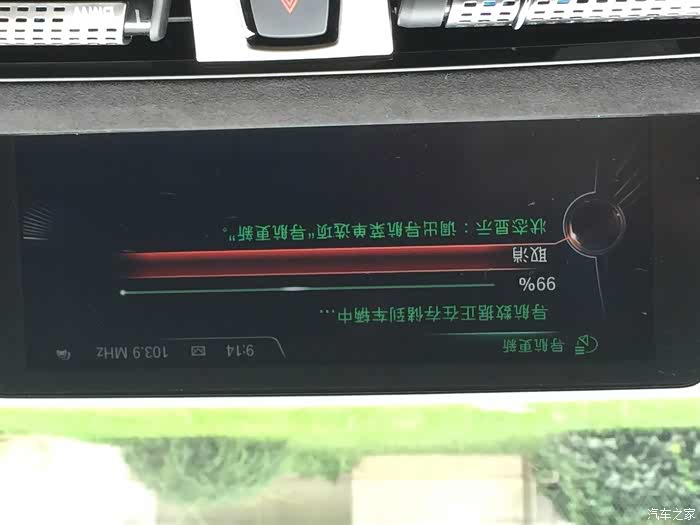 导航更新
9:14
103.9 MHz
导航数据正在存储到车辆中...
99%
取消
状态显示：调出导航菜单选项"导航更新"。
汽车之家